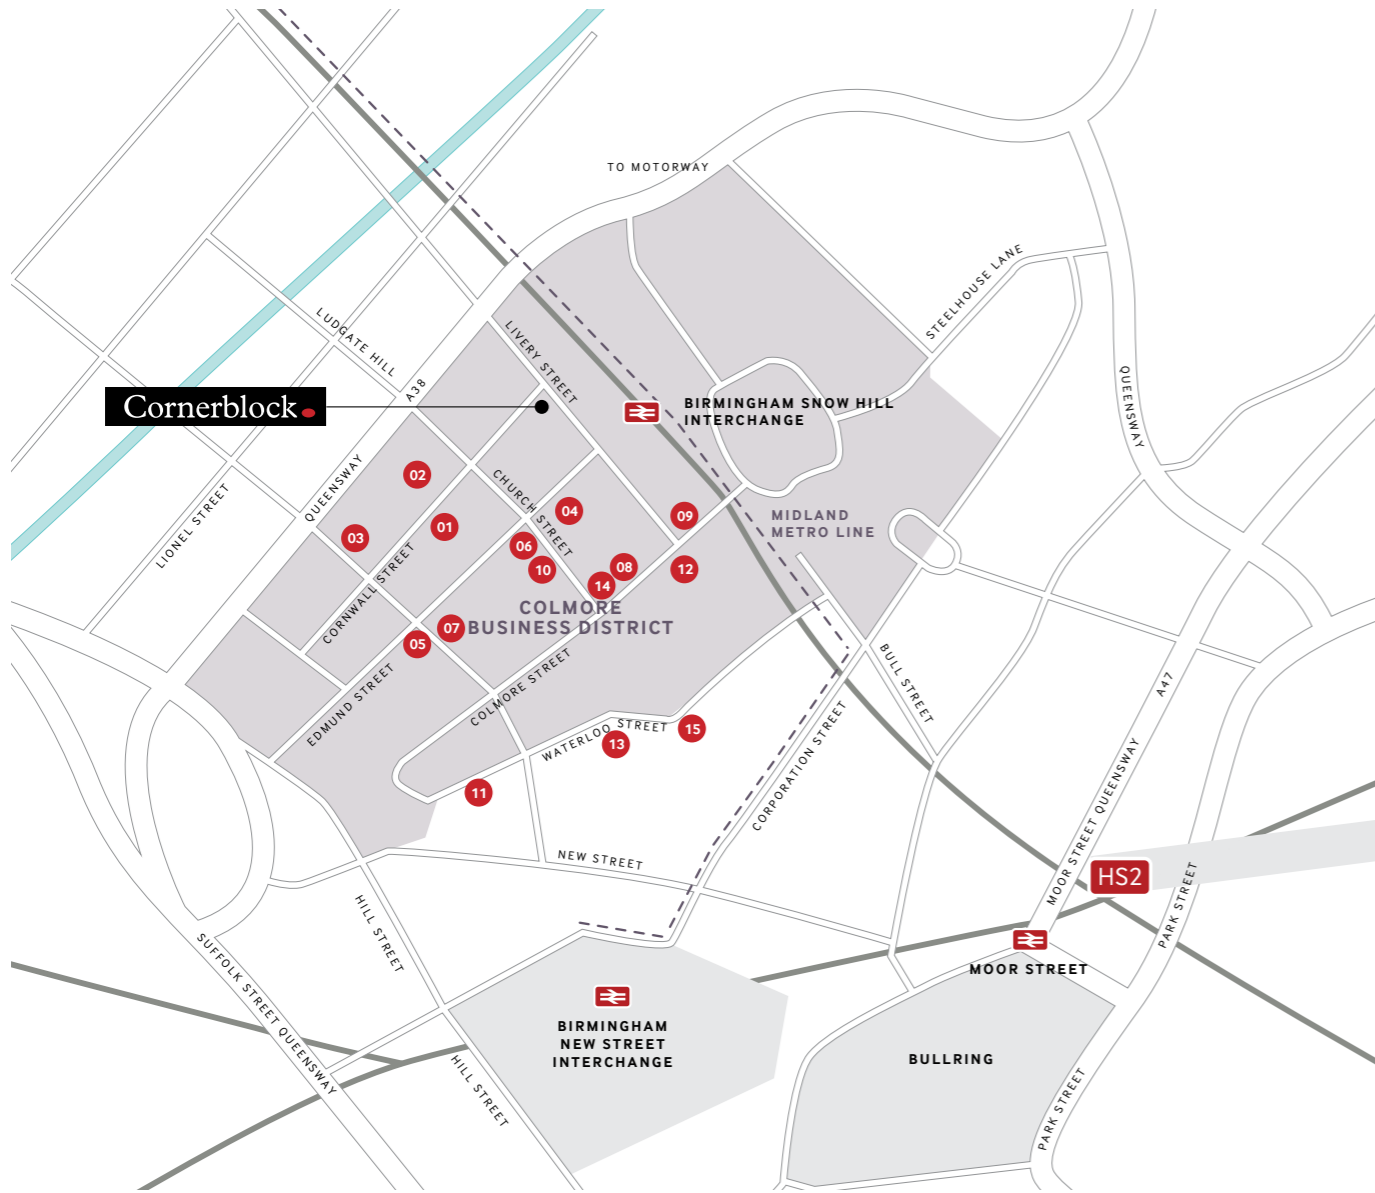 TO MOTORWAY
STEELHOUSE LANE
LUDGATE HILL
LIVERY STREET
A38
QUEENSWAY
Cornerblock
BIRMINGHAM SNOW HILL
INTERCHANGE
QUEENSWAY
LIONEL STREET
CHURCH STREET
02
01
03
04
06
10
09
08
12
14
MIDLAND
METRO LINE
CORNWALL STREET
COLMORE
BUSINESS DISTRICT
07
05
EDMUND STREET
COLMORE STREET
BULL STREET
A47
WATERLOO STREET
15
13
11
CORPORATION STREET
MOOR STREET QUEENSWAY
NEW STREET
HS2
HILL STREET
PARK STREET
SUFFOLK STREET QUEENSWAY
MOOR STREET
BIRMINGHAM
NEW STREET
INTERCHANGE
BULLRING
HILL STREET
PARK STREET